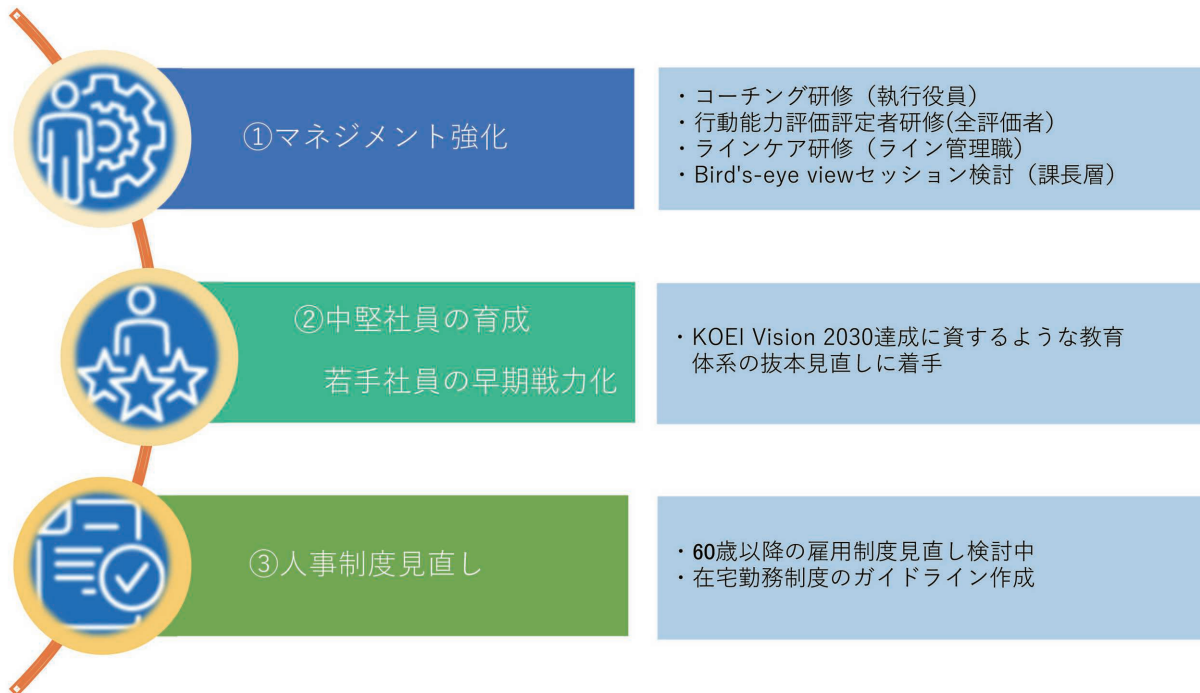 ①マネジメント強化
・コーチング研修（執行役員）
・行動能力評価評定者研修(全評価者）
・ラインケア研修（ライン管理職）
・Bird's-eye viewセッション検討（課長層）
②中堅社員の育成
若手社員の早期戦力化
・KOEI Vision 2030達成に資するような教育
体系の抜本見直しに着手
③人事制度見直し
・60歳以降の雇用制度見直し検討中
・在宅勤務制度のガイドライン作成